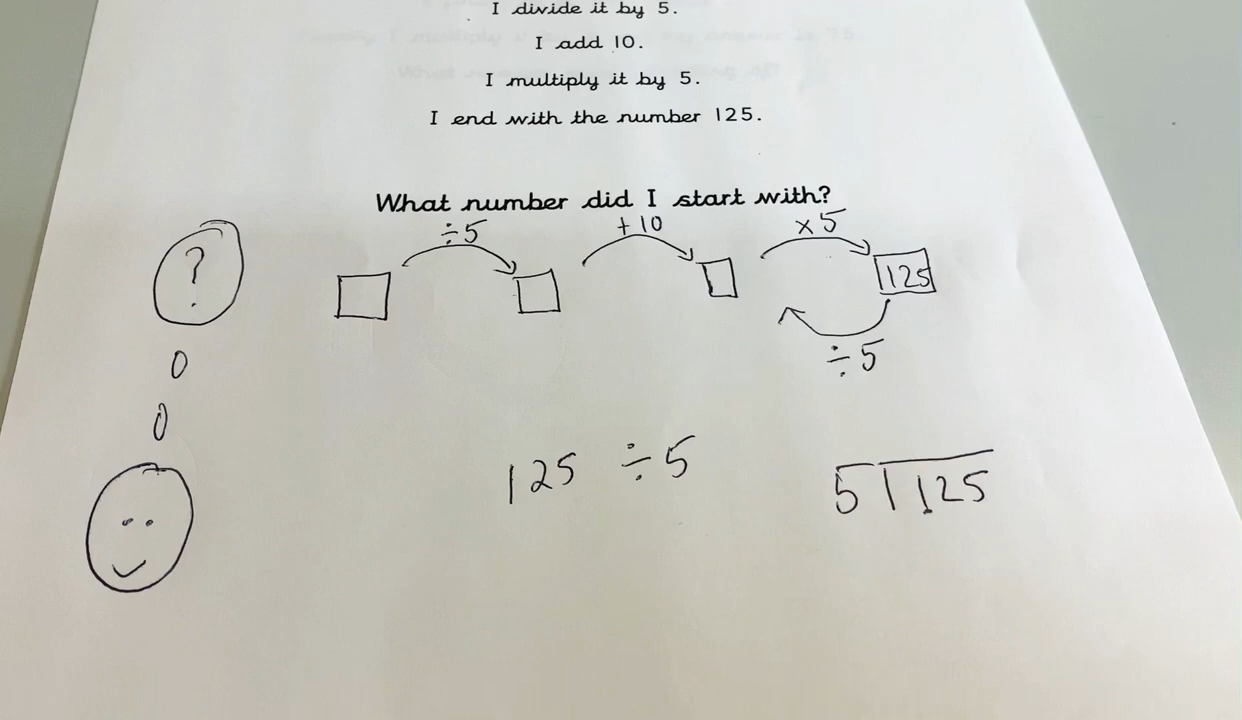 I divide it by 5.
I add 10.
I multiply it by 5.
I end with the number 125.
What number did I start with?
÷5 +10 ×5
?
125
÷5
125 ÷5
5 125